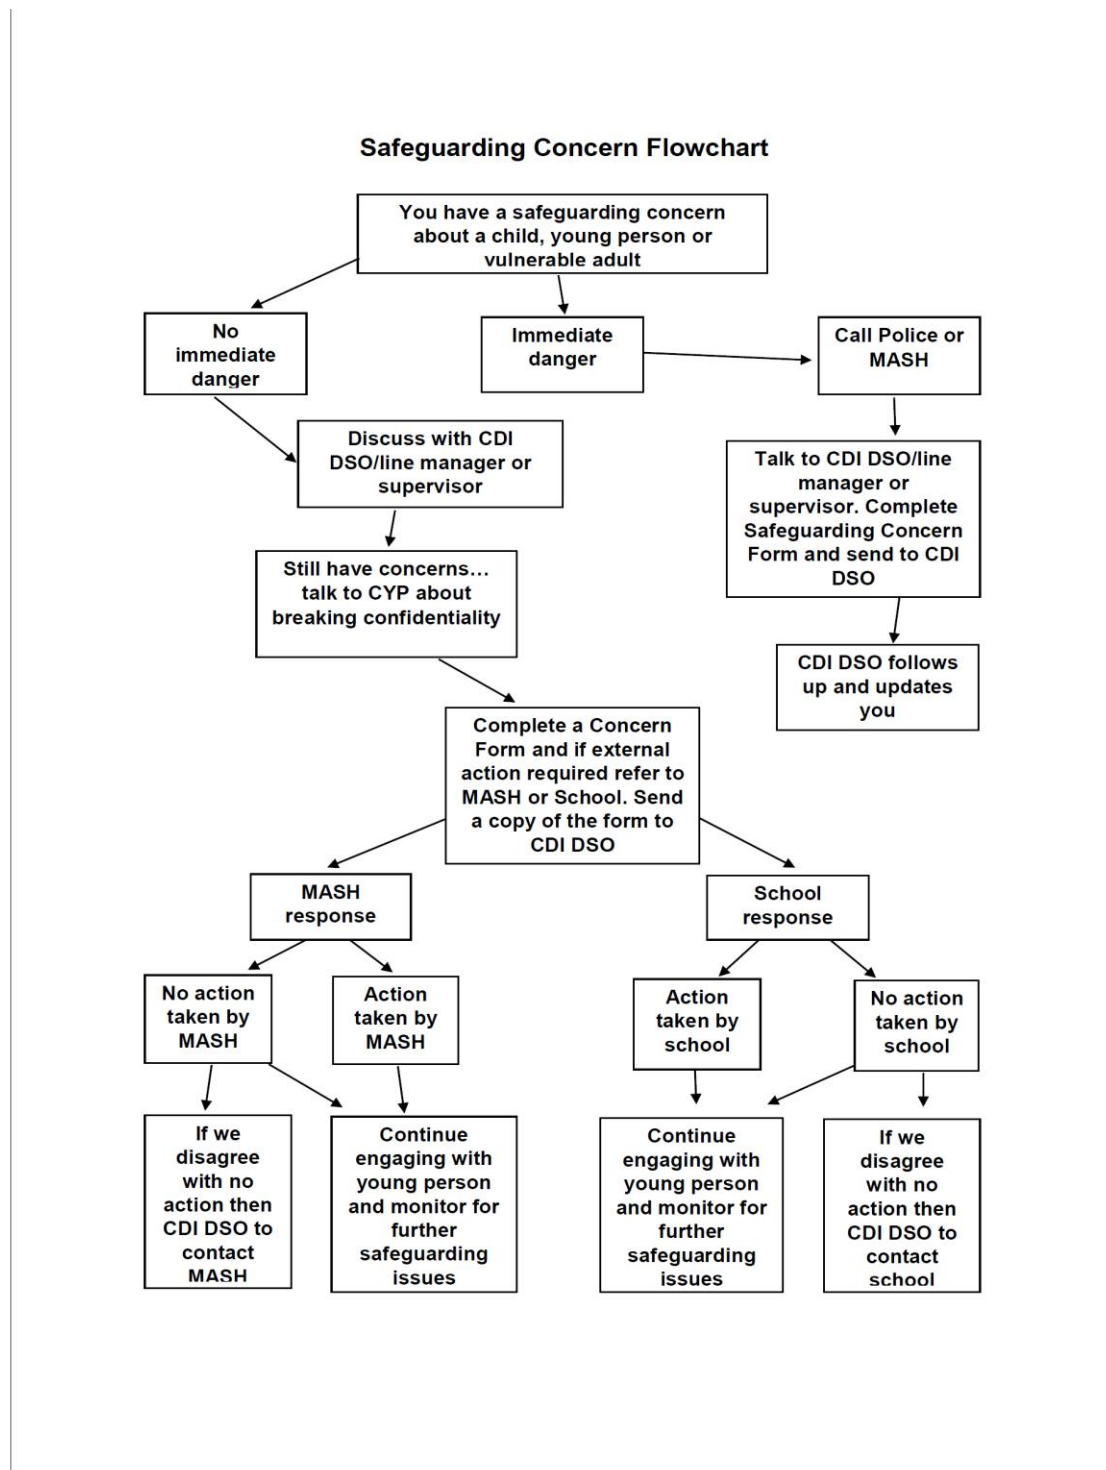 Safeguarding Concern Flowchart
You have a safeguarding concern
about a child, young person or
vulnerable adult
No
immediate
danger
Immediate
danger
Call Police or
MASH
Discuss with CDI
DSO/line manager or
supervisor
Talk to CDI DSO/line
manager or
supervisor. Complete
Safeguarding Concern
Form and send to CDI
DSO
Still have concerns…
talk to CYP about
breaking confidentiality
CDI DSO follows
up and updates
you
Complete a Concern
Form and if external
action required refer to
MASH or School. Send
a copy of the form to
CDI DSO
MASH
response
School
response
No action
taken by
MASH
Action
taken by
MASH
Action
taken by
school
No action
taken by
school
If we
disagree
with no
action then
CDI DSO to
contact
MASH
Continue
engaging with
young person
and monitor for
further
safeguarding
issues
Continue
engaging with
young person
and monitor for
further
safeguarding
issues
If we
disagree
with no
action then
CDI DSO to
contact
school